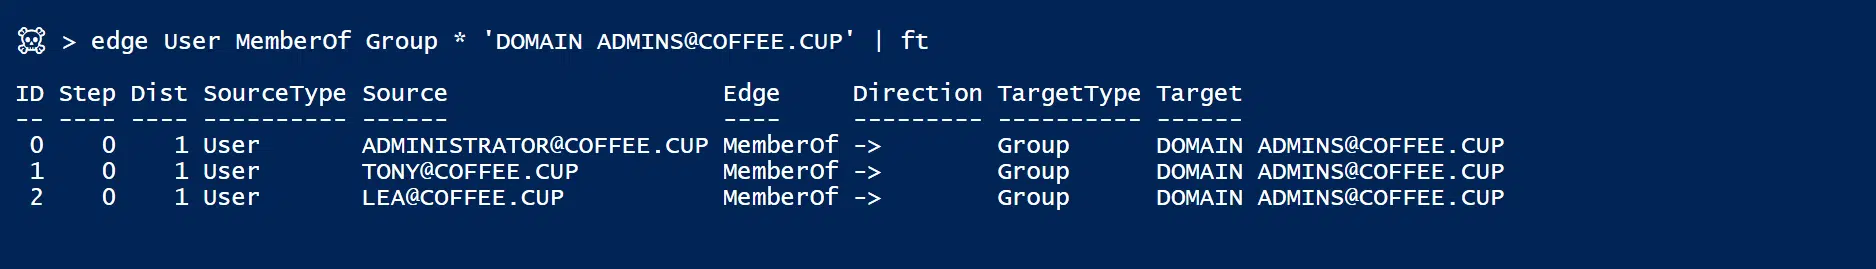 ☠ > edge User MemberOf Group * 'DOMAIN ADMINS@COFFEE.CUP' | ft
ID Step Dist SourceType Source                   Edge     Direction TargetType Target
-- ---- ---- ---------- ------                   ----     --------- ---------- ------
 0    0    1 User       ADMINISTRATOR@COFFEE.CUP MemberOf ->        Group      DOMAIN ADMINS@COFFEE.CUP
 1    0    1 User       TONY@COFFEE.CUP          MemberOf ->        Group      DOMAIN ADMINS@COFFEE.CUP
 2    0    1 User       LEA@COFFEE.CUP           MemberOf ->        Group      DOMAIN ADMINS@COFFEE.CUP